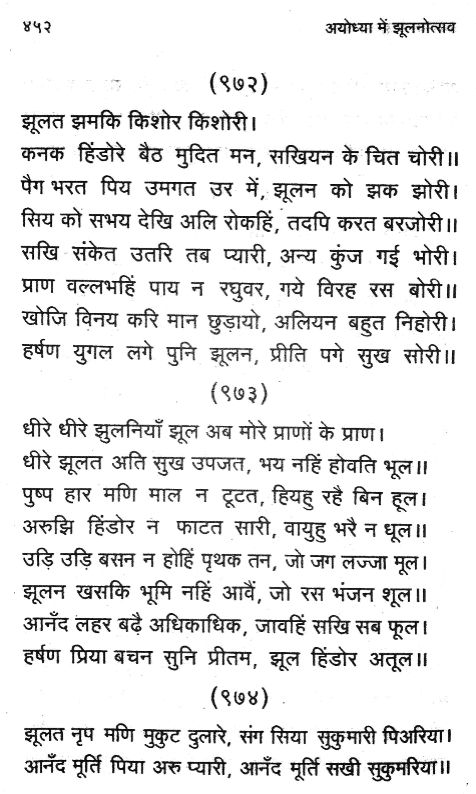 ४५२ अयोध्या में झूलनोत्सव
(९७२)
झूलत झमकि किशोर किशोरी।
कनक हिंडोरे बैठ मुदित मन, सखियन के चित चोरी॥
पैग भरत पिय उमगत उर में, झूलन को झक झोरी।
सिय को सभय देखि अलि रोकहिं, तदपि करत बरजोरी॥
सखि संकेत उतरि तब प्यारी, अन्य कुंज गई भोरी।
प्राण वल्लभहिं पाय न रघुवर, गये विरह रस बोरी॥
खोजि विनय करि मान छुड़ायो, अलियन बहुत निहोरी।
हर्षण युगल लगे पुनि झूलन, प्रीति पगे सुख सोरी॥
(९७३)
धीरे धीरे झुलनियाँ झूल अब मोरे प्राणों के प्राण।
धीरे झूलत अति सुख उपजत, भय नहिं होवति भूल॥
पुष्प हार मणि माल न टूटत, हियहु रहै बिन हूल।
अरुझि हिंडोर न फाटत सारी, वायुहु भरै न धूल॥
उड़ि उड़ि बसन न होहिं पृथक तन, जो जग लज्जा मूल।
झूलन खसकि भूमि नहिं आवैं, जो रस भंजन शूल॥
आनँद लहर बढ़ै अधिकाधिक, जावहिं सखि सब फूल।
हर्षण प्रिया बचन सुनि प्रीतम, झूल हिंडोर अतूल॥
(९७४)
झूलत नृप मणि मुकुट दुलारे, संग सिया सुकुमारी पिअरिया।
आनँद मूर्ति पिया अरु प्यारी, आनँद मूर्ति सखी सुकुमरिया॥